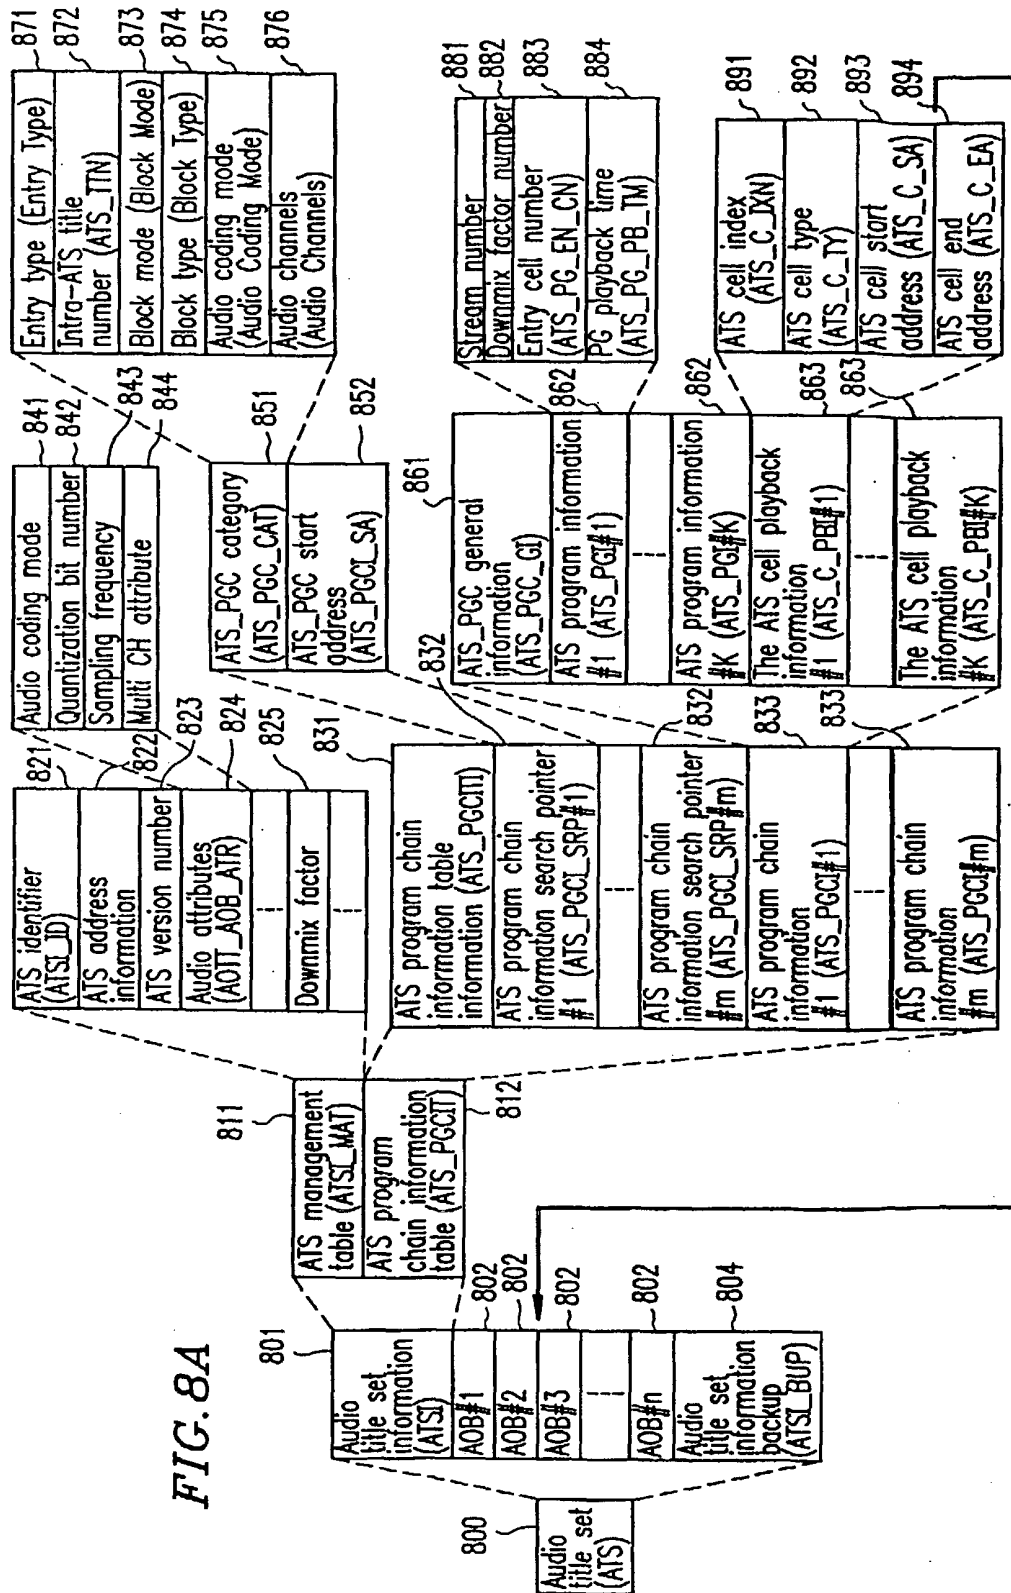 FIG. 8A
800
Audio
title set
(ATS)
801
Audio
title set
information
(ATSI)
802
AOB#1
802
AOB#2
802
AOB#3
802
AOB#n
804
Audio
title set
information
backup
(ATSI_BUP)
811
ATS management
table (ATSI_MAT)
ATS program
chain information
table (ATS_PGCIT)
812
821
ATS identifier
(ATSI_ID)
822
ATS address
information
823
ATS version number
824
Audio attributes
(AOTT_AOB_ATR)
825
Downmix factor
831
ATS program chain
information table
information (ATS_PGCITI)
832
ATS program chain
information search pointer
#1 (ATS_PGCI_SRP#1)
832
ATS program chain
information search pointer
#m (ATS_PGCI_SRP#m)
833
ATS program chain
information
#1 (ATS_PGCI#1)
833
ATS program chain
information
#m (ATS_PGCI#m)
841
Audio coding mode
842
Quantization bit number
843
Sampling frequency
844
Multi CH attribute
851
ATS_PGC category
(ATS_PGC_CAT)
852
ATS_PGC start
address
(ATS_PGCI_SA)
861
ATS_PGC general
information
(ATS_PGC_GI)
862
ATS program information
#1 (ATS_PGI#1)
862
ATS program information
#K (ATS_PGI#K)
863
The ATS cell playback
information
#1 (ATS_C_PBI#1)
863
The ATS cell playback
information
#K (ATS_C_PBI#K)
871
Entry type (Entry Type)
872
Intra-ATS title
number (ATS_TTN)
873
Block mode (Block Mode)
874
Block type (Block Type)
875
Audio coding mode
(Audio Coding Mode)
876
Audio channels
(Audio Channels)
881
Stream number
882
Downmix factor number
883
Entry cell number
(ATS_PG_EN_CN)
884
PG playback time
(ATS_PG_PB_TM)
891
ATS cell index
(ATS_C_IXN)
892
ATS cell type
(ATS_C_TY)
893
ATS cell start
address (ATS_C_SA)
894
ATS cell end
address (ATS_C_EA)